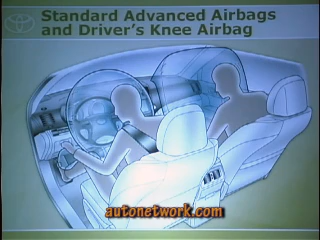 Standard Advanced Airbags
and Driver's Knee Airbag
autonetwork.com